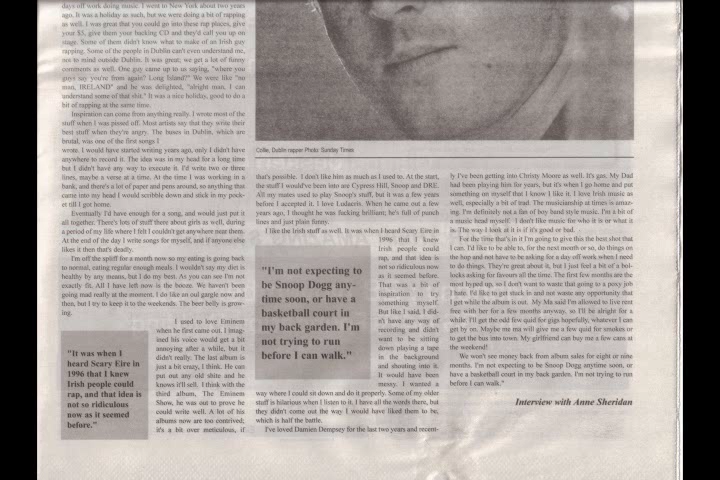 days off work doing music. I went to New York about two years
ago. It was a holiday as such, but we were doing a bit of rapping
as well. I was great that you could go into these rap places, give
your $5, give them your backing CD and they'd call you up on
stage. Some of them didn't know what to make of an Irish guy
rapping. Some of the people in Dublin can't even understand me,
not to mind outside Dublin. It was great; we get a lot of funny
comments as well. One guy came up to us saying, "where you
guys say you're from again? Long Island?" We were like "no
man, IRELAND" and he was delighted, "alright man. I can
understand some of that shit." It was a nice holiday, good to do a
bit of rapping at the same time.
Inspiration can come from anything really. I wrote most of the
stuff when I was pissed off. Most artists say that they write their
best stuff when they're angry. The buses in Dublin, which are
brutal, was one of the first songs I
wrote. I would have started writing years ago, only I didn't have
anywhere to record it. The idea was in my head for a long time
but I didn't have any way to execute it. I'd write two or three
lines, maybe a verse at a time. At the time I was working in a
bank, and there's a lot of paper and pens around, so anything that
came into my head I would scribble down and stick in my pock-
et till I got home.
Eventually I'd have enough for a song, and would just put it
all together. There's lots of stuff there about girls as well, during
a period of my life where I felt I couldn't get anywhere near them.
At the end of the day I write songs for myself, and if anyone else
likes it then that's deadly.
I'm off the spliff for a month now so my eating is going back
to normal, eating regular enough meals. I wouldn't say my diet is
healthy by any means, but I do my best. As you can see I'm not
exactly fit. All I have left now is the booze. We haven't been
going mad really at the moment. I do like an oul gargle now and
then, but I try to keep it to the weekends. The beer belly is grow-
ing.
"It was when I
heard Scary Eire in
1996 that I knew
Irish people could
rap, and that idea is
not so ridiculous
now as it seemed
before."
I used to love Eminem
when he first came out. I imag-
ined his voice would get a bit
annoying after a while, but it
didn't really. The last album is
just a bit crazy, I think. He can
put out any old shite and he
knows it'll sell. I think with the
third album, The Eminem
Show, he was out to prove he
could write well. A lot of his
albums now are too contrived;
it's a bit over meticulous, if
Collie, Dublin rapper Photo: Sunday Times
that's possible. I don't like him as much as I used to. At the start,
the stuff I would've been into are Cypress Hill, Snoop and DRE.
All my mates used to play Snoop's stuff, but it was a few years
before I accepted it. I love Ludacris. When he came out a few
years ago, I thought he was fucking brilliant; he's full of punch
lines and just funny.
I like the Irish stuff as well. It was when I heard Scary Eire in
1996 that I knew
Irish people could
rap, and that idea is
not so ridiculous now
as it seemed before.
That was a bit of
inspiration to try
something myself.
But like I said, I did-
n't have any way of
recording and didn't
want to be sitting
down playing a tape
in the background
and shouting into it.
It would have been
messy. I wanted a
"I'm not expecting to
be Snoop Dogg any-
time soon, or have a
basketball court in
my back garden. I'm
not trying to run
before I can walk."
way where I could sit down and do it properly. Some of my older
stuff is hilarious when I listen to it. I have all the words there, but
they didn't come out the way I would have liked them to be,
which is half the battle.
I've loved Damien Dempsey for the last two years and recent-
ly I've been getting into Christy Moore as well. It's gas. My Dad
had been playing him for years, but it's when I go home and put
something on myself that I know I like it. I love Irish music as
well, especially a bit of trad. The musicianship at times is amaz-
ing. I'm definitely not a fan of boy band style music. I'm a bit of
a music head myself. I don't like music just for who it is or what it
is. The way I look at it is if it's good or bad.
For the time that's in it I'm going to give this the best shot that
I can. I'd like to be able to, for the next month or so, do things on
the hop and not have to be asking for a day off work when I need
to do things. They're great about it, but I just feel a bit of a bol-
locks asking for favours all the time. The first few months are the
most hyped up, so I don't want to waste that going to a posy job
I hate. I'd like to get stuck in and not waste any opportunity that
I get while the album is out. My Ma said I'm allowed to live rent
free with her for a few months anyway, so I'll be alright for a
while. I'll get the odd few quid for gigs hopefully, whatever I can
get by on. Maybe me ma will give me a few quid for smokes or
to get the bus into town. My girlfriend can buy me a few cans at
the weekend!
We won't see money back from album sales for eight or nine
months. I'm not expecting to be Snoop Dogg anytime soon, or
have a basketball court in my back garden. I'm not trying to run
before I can walk."
Interview with Anne Sheridan